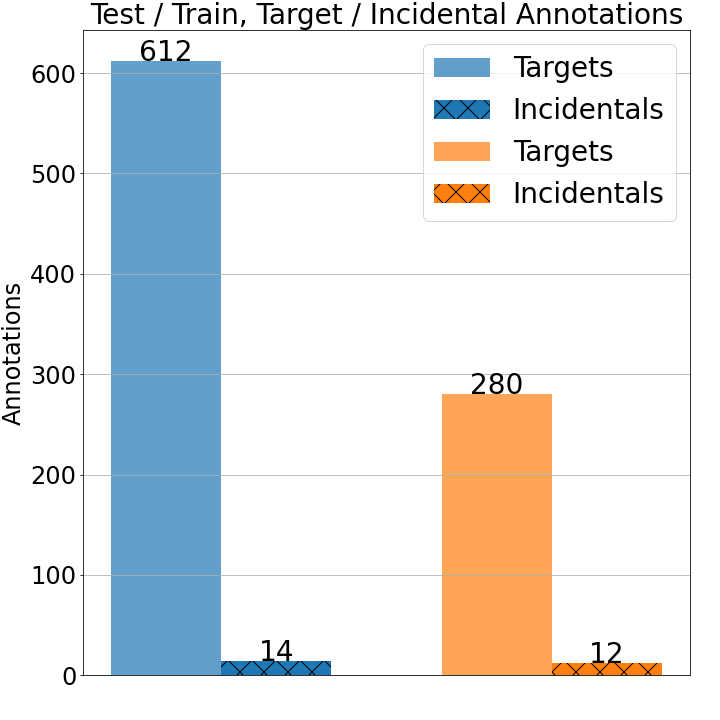 Test / Train, Target / Incidental Annotations
612
Targets
Incidentals
Targets
Incidentals
600
500
400
300
200
100
0
Annotations
280
14
12